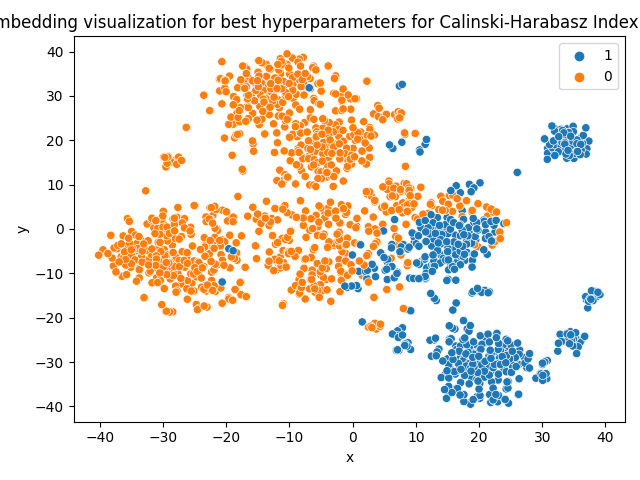 mbedding visualization for best hyperparameters for Calinski-Harabasz Index
1
0
y
40
30
20
10
0
−10
−20
−30
−40
−40 −30 −20 −10 0 10 20 30 40
x